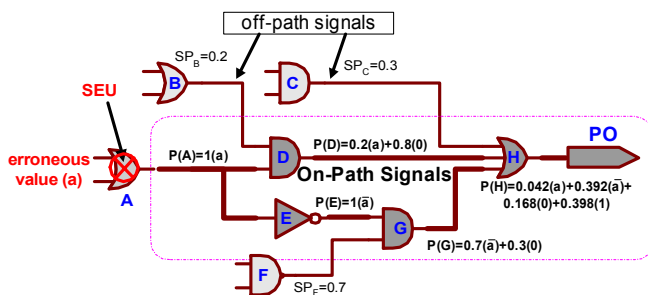 off-path signals
SP_B=0.2
B
C
SP_C=0.3
SEU
erroneous value (a)
A
P(A)=1(a)
D
P(D)=0.2(a)+0.8(0)
H
PO
On-Path Signals
P(H)=0.042(a)+0.392(a̅)+
0.168(0)+0.398(1)
E
P(E)=1(a̅)
G
P(G)=0.7(a̅)+0.3(0)
F
SP_F=0.7